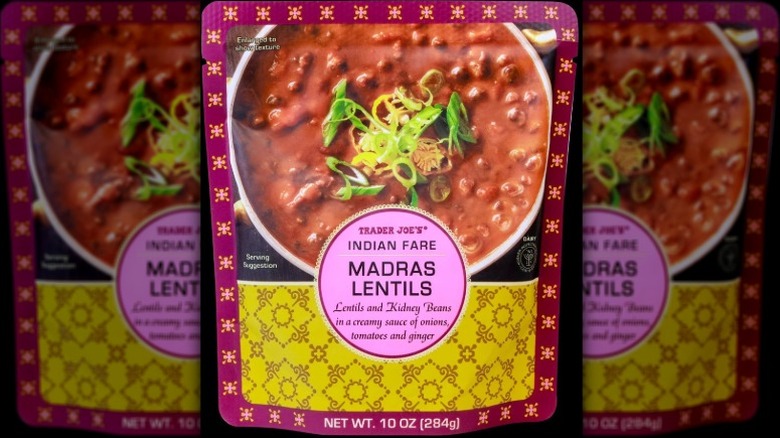 Enlarged to
show texture
TRADER JOE'S®
INDIAN FARE
MADRAS
LENTILS
Lentils and Kidney Beans
in a creamy sauce of onions,
tomatoes and ginger
Serving
Suggestion
DAIRY
NET WT. 10 OZ (284g)